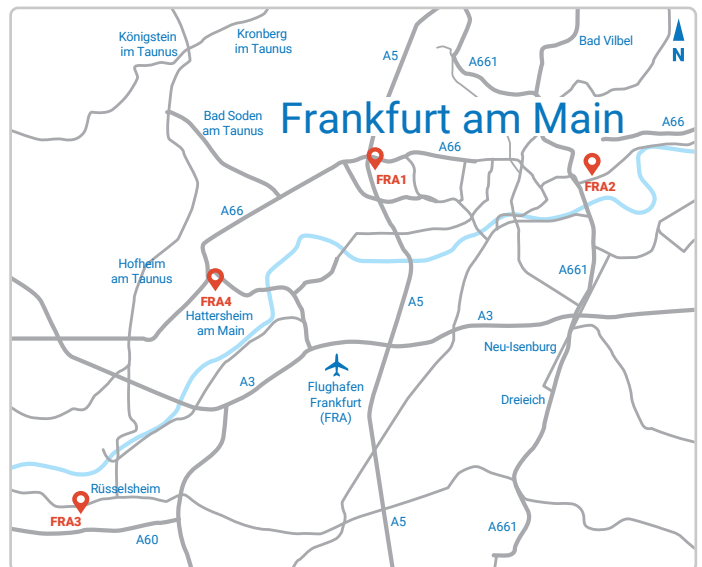 Königstein
im Taunus
Kronberg
im Taunus
A5
A661
Bad Vilbel
N
Bad Soden
am Taunus
Frankfurt am Main
A66
A66
FRA1
FRA2
A66
Hofheim
am Taunus
FRA4
Hattersheim
am Main
A661
A5
A3
Neu-Isenburg
A3
Flughafen
Frankfurt
(FRA)
Dreieich
Rüsselsheim
FRA3
A60
A5
A661